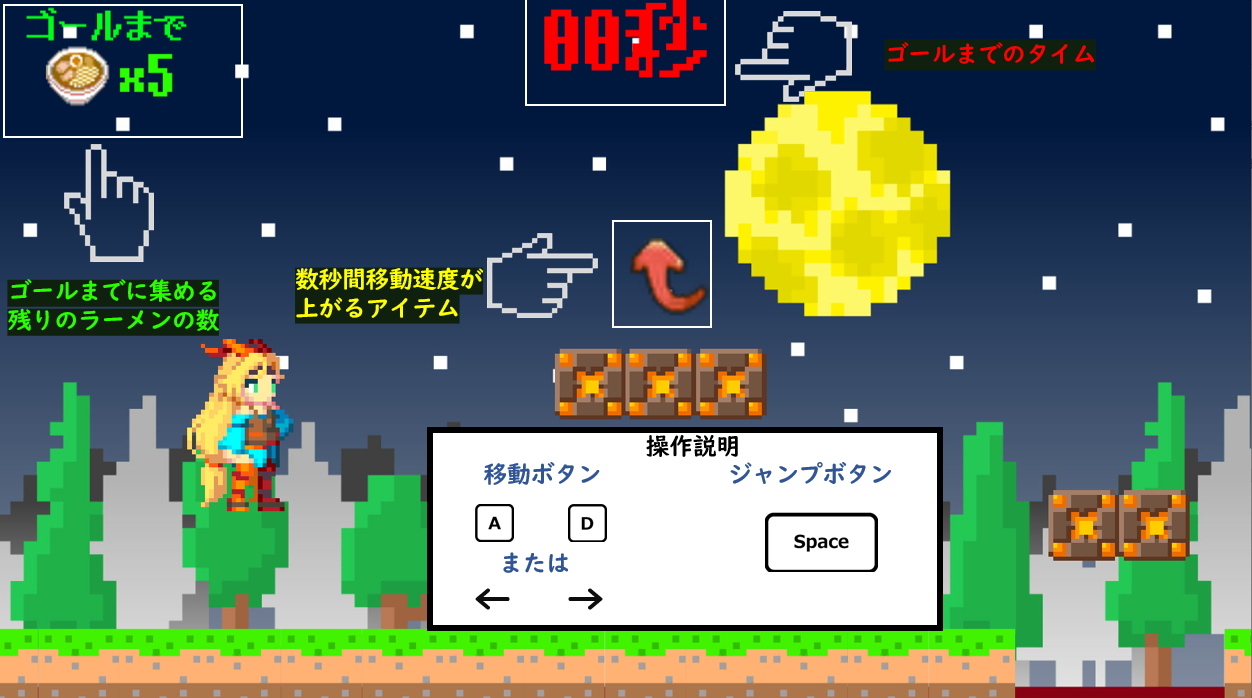 ゴールまで
x5
00秒
ゴールまでのタイム
ゴールまでに集める
残りのラーメンの数
数秒間移動速度が
上がるアイテム
操作説明
移動ボタン
ジャンプボタン
A
D
Space
または
← →